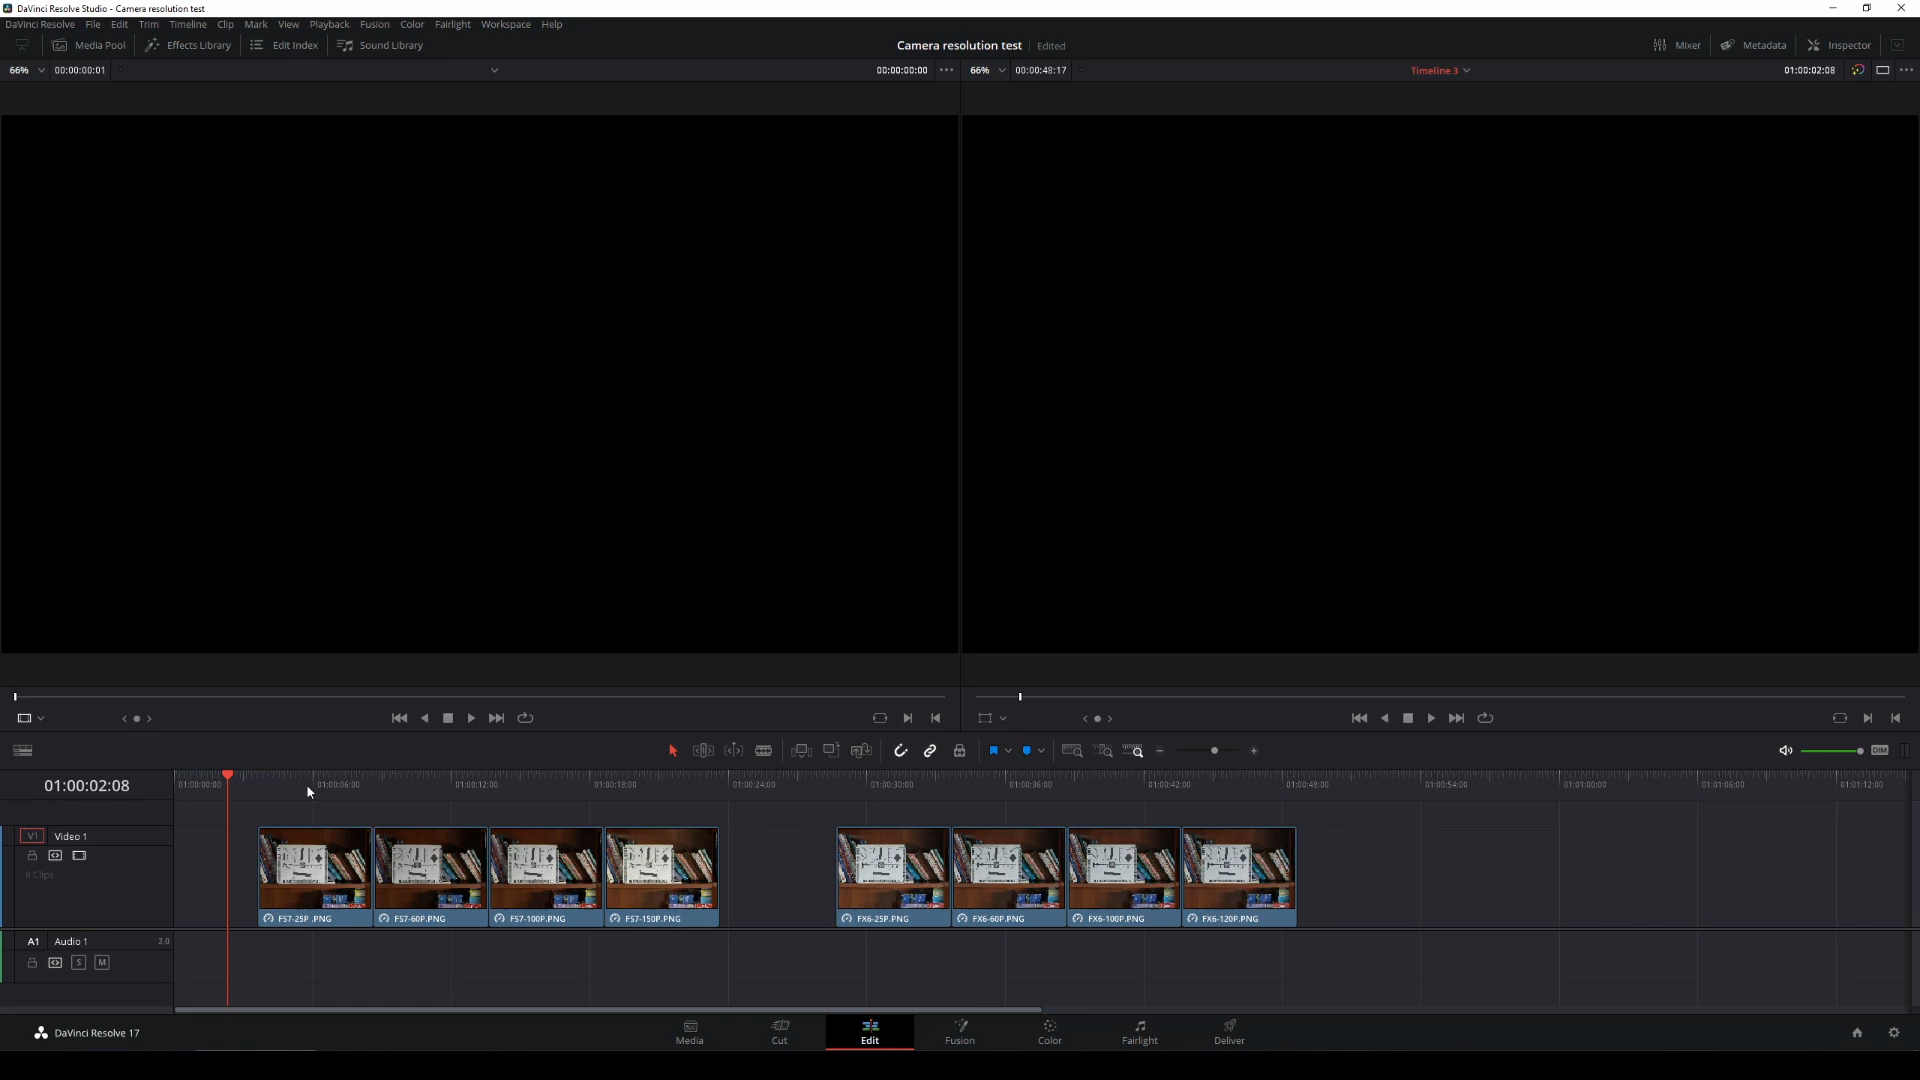 DaVinci Resolve Studio - Camera resolution test
DaVinci Resolve File Edit Trim Timeline Clip Mark View Playback Fusion Color Fairlight Workspace Help
Media Pool Effects Library Edit Index Sound Library Camera resolution test Edited Mixer Metadata Inspector
66% 00:00:00:01 00:00:00:00 66% 00:00:48:17 Timeline 3 01:00:02:08
DIM
01:00:02:08 01:00:00:00 01:00:06:00 01:00:12:00 01:00:18:00 01:00:24:00 01:00:30:00 01:00:36:00 01:00:42:00 01:00:48:00 01:00:54:00 01:01:00:00 01:01:06:00 01:01:12:00
V1 Video 1
8 Clips
FS7-25P .PNG FS7-60P.PNG FS7-100P.PNG FS7-150P.PNG FX6-25P.PNG FX6-60P.PNG FX6-100P.PNG FX6-120P.PNG
A1 Audio 1 2.0
S M
DaVinci Resolve 17 Media Cut Edit Fusion Color Fairlight Deliver